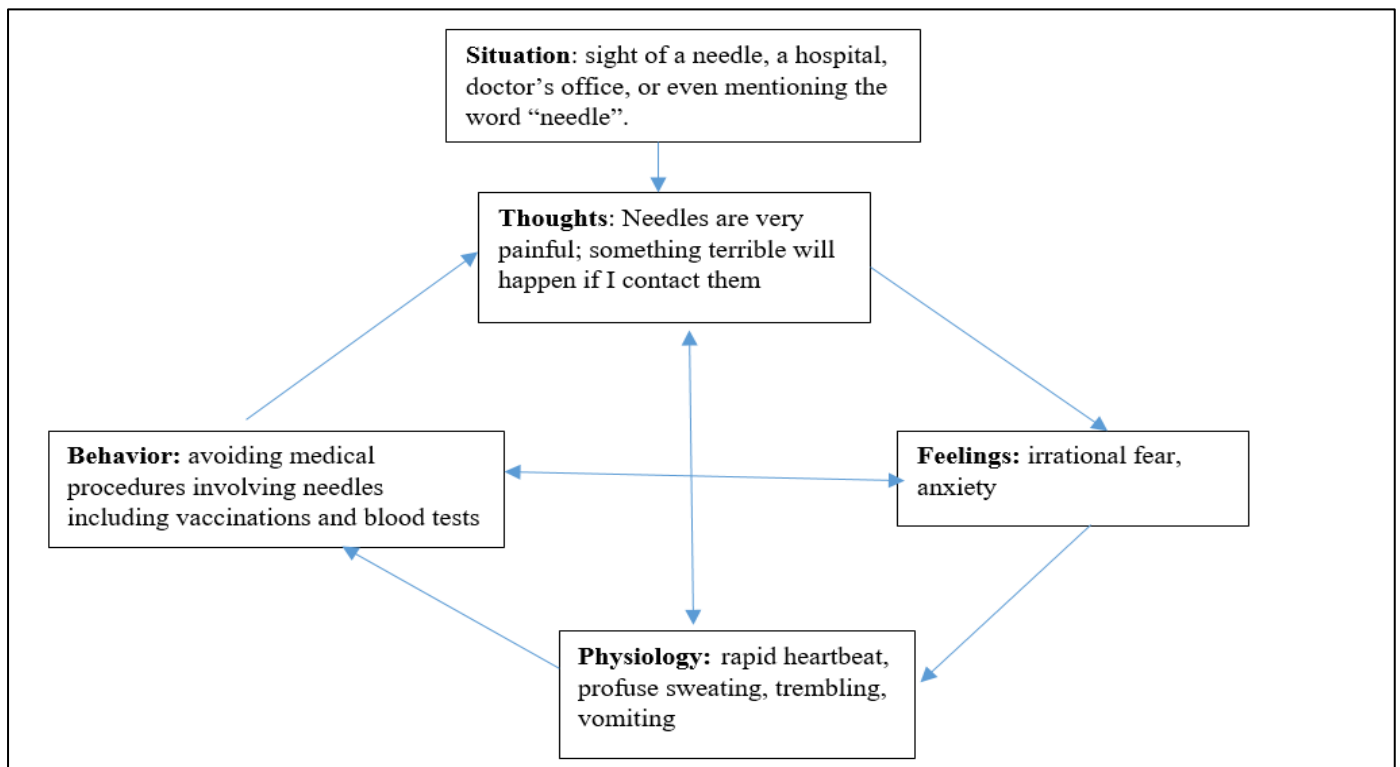 Situation: sight of a needle, a hospital,
doctor’s office, or even mentioning the
word “needle”.
Thoughts: Needles are very
painful; something terrible will
happen if I contact them
Behavior: avoiding medical
procedures involving needles
including vaccinations and blood tests
Feelings: irrational fear,
anxiety
Physiology: rapid heartbeat,
profuse sweating, trembling,
vomiting